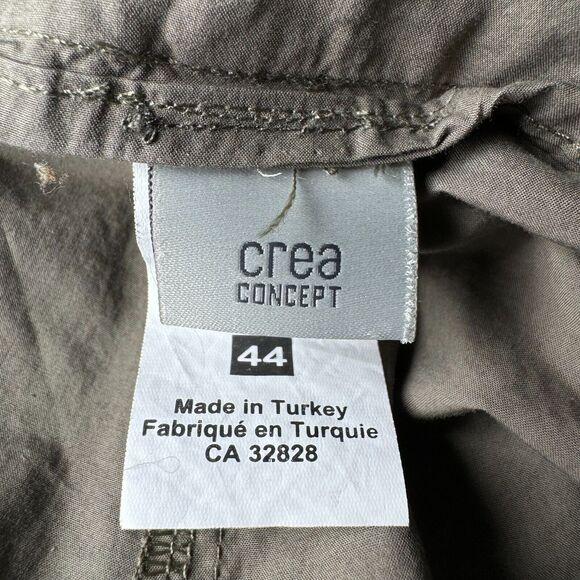 crea
CONCEPT
44
Made in Turkey
Fabriqué en Turquie
CA 32828